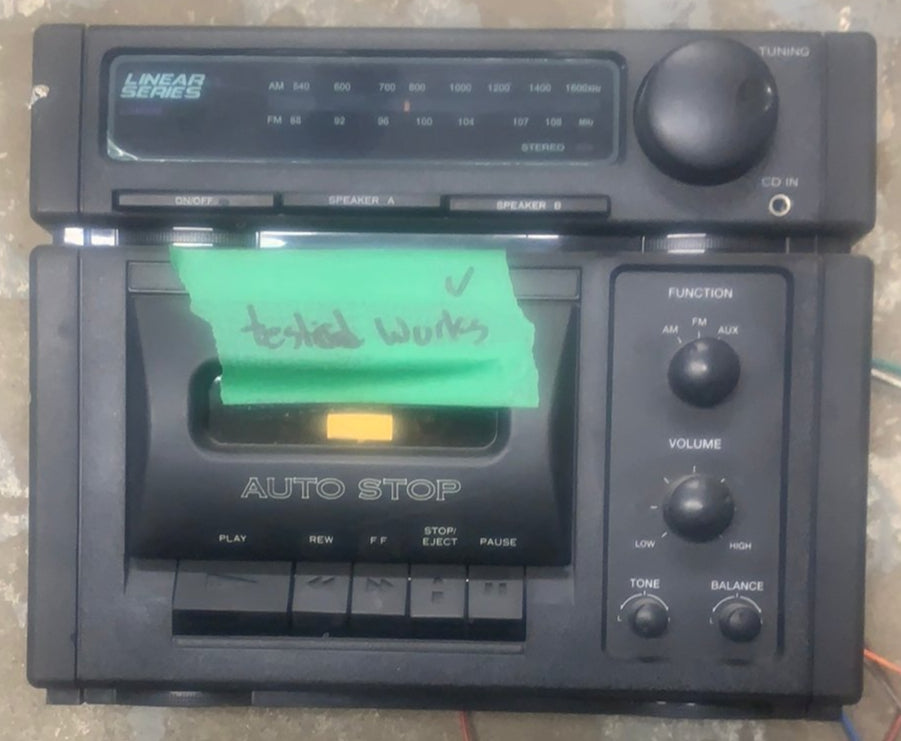 LINEAR
SERIES
AM 540 600 700 800 1000 1200 1400 1600KHz
FM 88 92 96 100 104 107 108 MHz
STEREO
TUNING
CD IN
ON/OFF SPEAKER A SPEAKER B
tested works
AUTO STOP
PLAY REW FF STOP/
EJECT PAUSE
FUNCTION
AM FM AUX
VOLUME
LOW HIGH
TONE BALANCE
L L